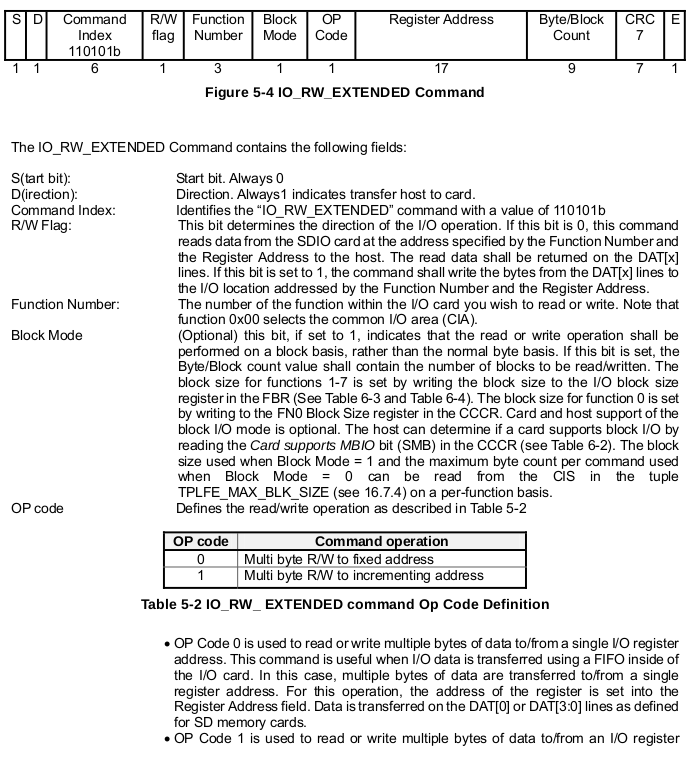 S D Command R/W Function Block OP Register Address Byte/Block CRC E
Index flag Number Mode Code Count 7
110101b
1 1 6 1 3 1 1 17 9 7 1
Figure 5-4 IO_RW_EXTENDED Command
The IO_RW_EXTENDED Command contains the following fields:
S(tart bit): Start bit. Always 0
D(irection): Direction. Always1 indicates transfer host to card.
Command Index: Identifies the “IO_RW_EXTENDED” command with a value of 110101b
R/W Flag: This bit determines the direction of the I/O operation. If this bit is 0, this command
reads data from the SDIO card at the address specified by the Function Number and
the Register Address to the host. The read data shall be returned on the DAT[x]
lines. If this bit is set to 1, the command shall write the bytes from the DAT[x] lines to
the I/O location addressed by the Function Number and the Register Address.
Function Number: The number of the function within the I/O card you wish to read or write. Note that
function 0x00 selects the common I/O area (CIA).
Block Mode (Optional) this bit, if set to 1, indicates that the read or write operation shall be
performed on a block basis, rather than the normal byte basis. If this bit is set, the
Byte/Block count value shall contain the number of blocks to be read/written. The
block size for functions 1-7 is set by writing the block size to the I/O block size
register in the FBR (See Table 6-3 and Table 6-4). The block size for function 0 is set
by writing to the FN0 Block Size register in the CCCR. Card and host support of the
block I/O mode is optional. The host can determine if a card supports block I/O by
reading the Card supports MBIO bit (SMB) in the CCCR (see Table 6-2). The block
size used when Block Mode = 1 and the maximum byte count per command used
when Block Mode = 0 can be read from the CIS in the tuple
TPLFE_MAX_BLK_SIZE (see 16.7.4) on a per-function basis.
OP code Defines the read/write operation as described in Table 5-2
OP code Command operation
0 Multi byte R/W to fixed address
1 Multi byte R/W to incrementing address
Table 5-2 IO_RW_ EXTENDED command Op Code Definition
• OP Code 0 is used to read or write multiple bytes of data to/from a single I/O register
address. This command is useful when I/O data is transferred using a FIFO inside of
the I/O card. In this case, multiple bytes of data are transferred to/from a single
register address. For this operation, the address of the register is set into the
Register Address field. Data is transferred on the DAT[0] or DAT[3:0] lines as defined
for SD memory cards.
• OP Code 1 is used to read or write multiple bytes of data to/from an I/O register